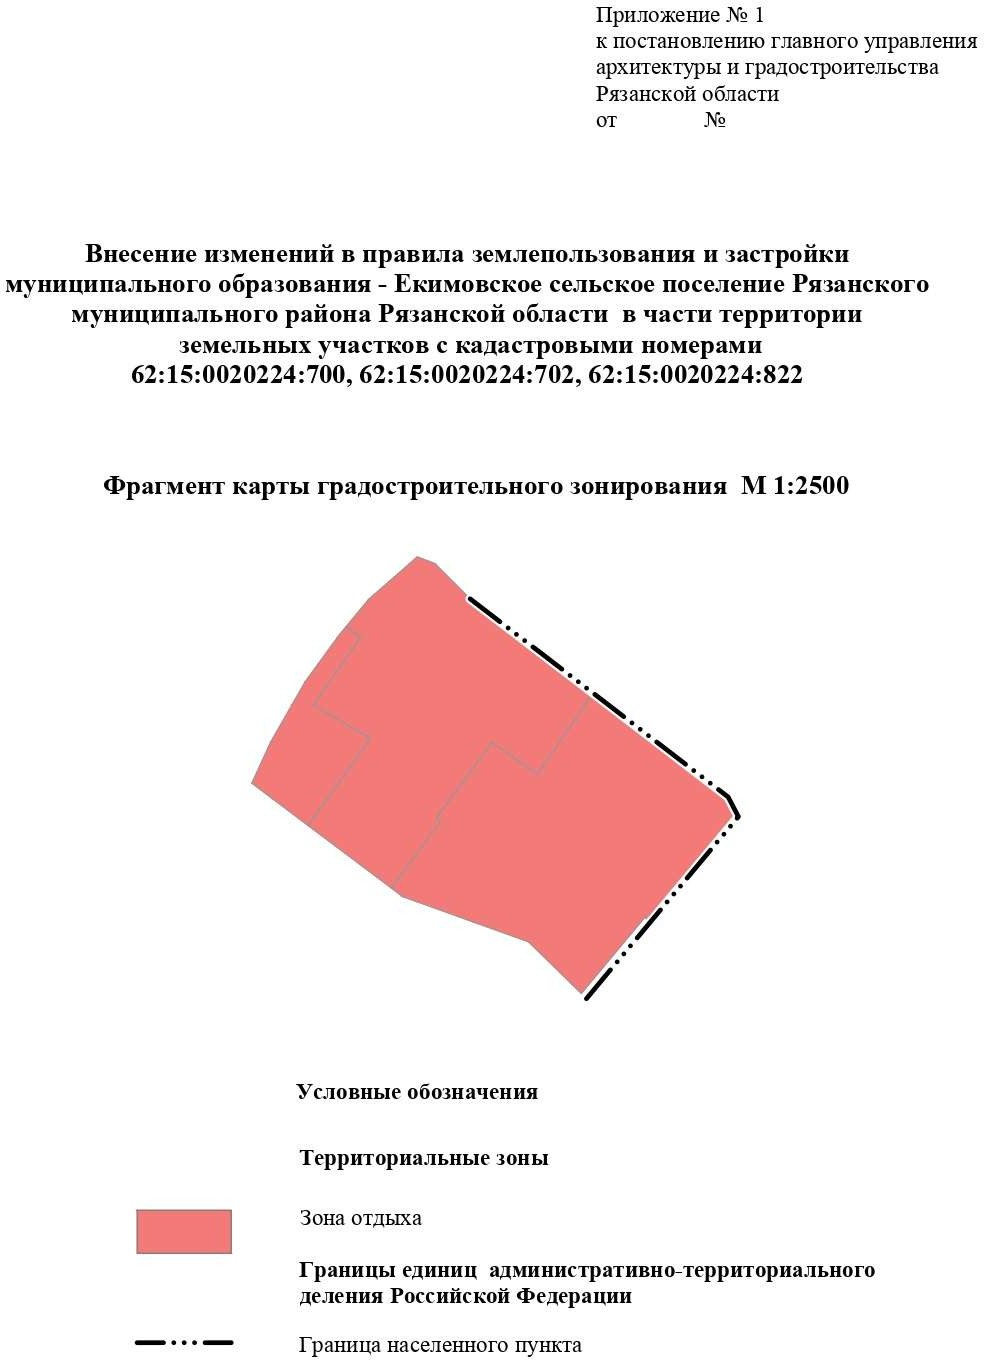 Приложение № 1
к постановлению главного управления
архитектуры и градостроительства
Рязанской области
от №
Внесение изменений в правила землепользования и застройки
муниципального образования - Екимовское сельское поселение Рязанского
муниципального района Рязанской области в части территории
земельных участков с кадастровыми номерами
62:15:0020224:700, 62:15:0020224:702, 62:15:0020224:822
Фрагмент карты градостроительного зонирования М 1:2500
Условные обозначения
Территориальные зоны
Зона отдыха
Границы единиц административно-территориального
деления Российской Федерации
Граница населенного пункта